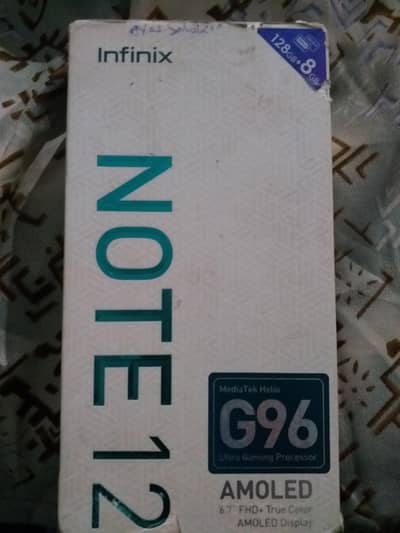 Infinix
128GB+8GB
NOTE 12
MediaTek Helio
G96
Ultra Gaming Processor
AMOLED
6.7" FHD+ True Color
AMOLED Display